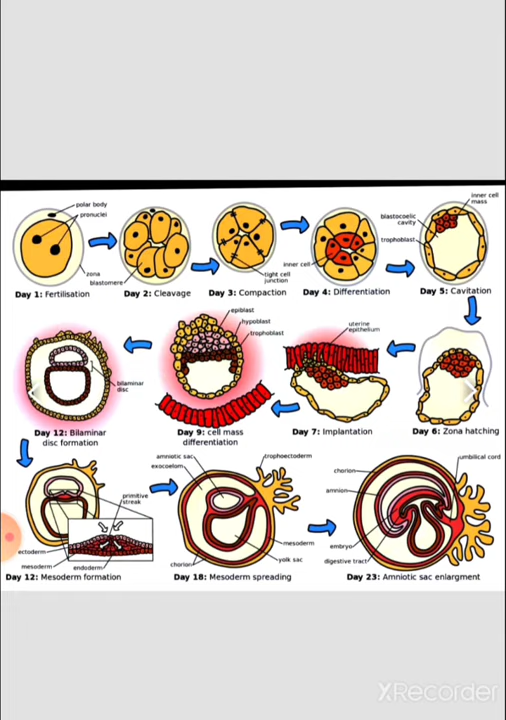 polar body
pronuclei
zona
blastomere
Day 1: Fertilisation
Day 2: Cleavage
tight cell
junction
Day 3: Compaction
inner cell
Day 4: Differentiation
inner cell
mass
blastocoelic
cavity
trophoblast
Day 5: Cavitation
bilaminar
disc
Day 12: Bilaminar
disc formation
epiblast
hypoblast
trophoblast
Day 9: cell mass
differentiation
uterine
epithelium
Day 7: Implantation
Day 6: Zona hatching
primitive
streak
ectoderm
mesoderm
endoderm
Day 12: Mesoderm formation
amniotic sac
exocoelom
trophoectoderm
mesoderm
yolk sac
chorion
Day 18: Mesoderm spreading
chorion
amnion
umbilical cord
embryo
digestive tract
Day 23: Amniotic sac enlargment
XRecorder